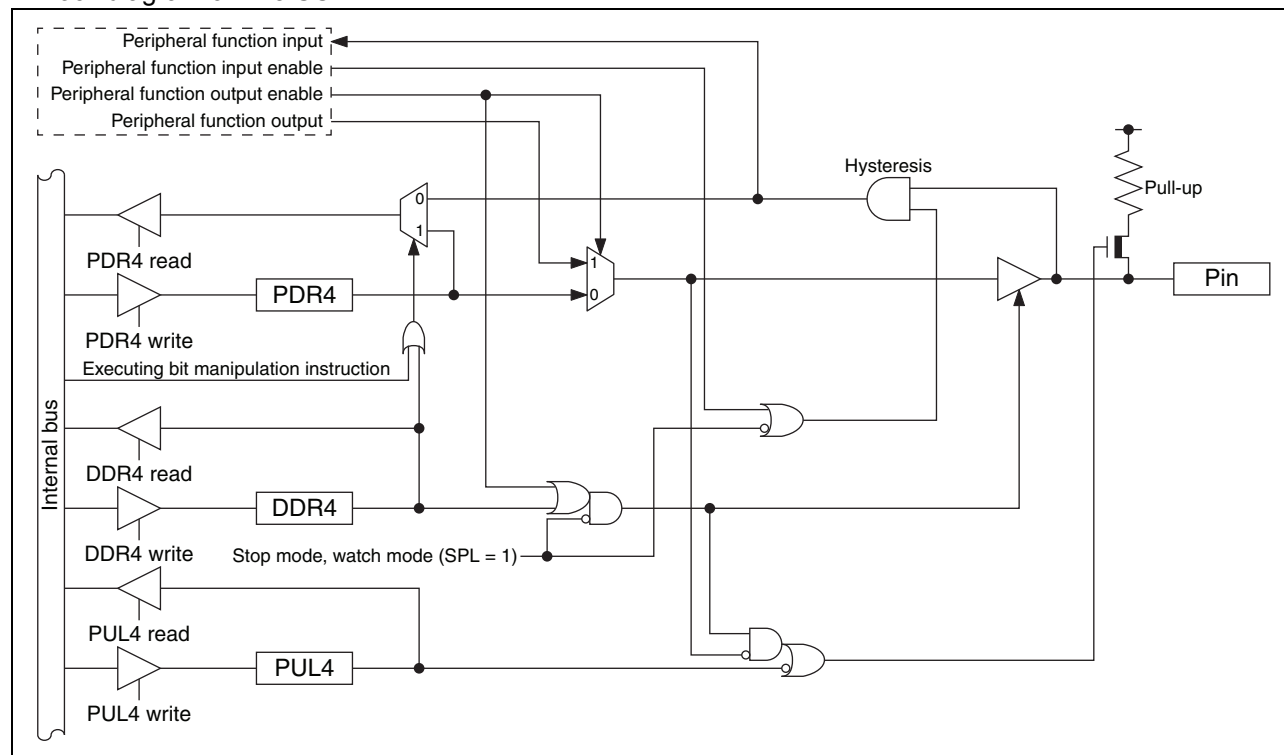 Peripheral function input
Peripheral function input enable
Peripheral function output enable
Peripheral function output
Hysteresis
Pull-up
0
1
PDR4 read
1
0
PDR4
Pin
PDR4 write
Executing bit manipulation instruction
Internal bus
DDR4 read
DDR4
DDR4 write
Stop mode, watch mode (SPL = 1)
PUL4 read
PUL4
PUL4 write